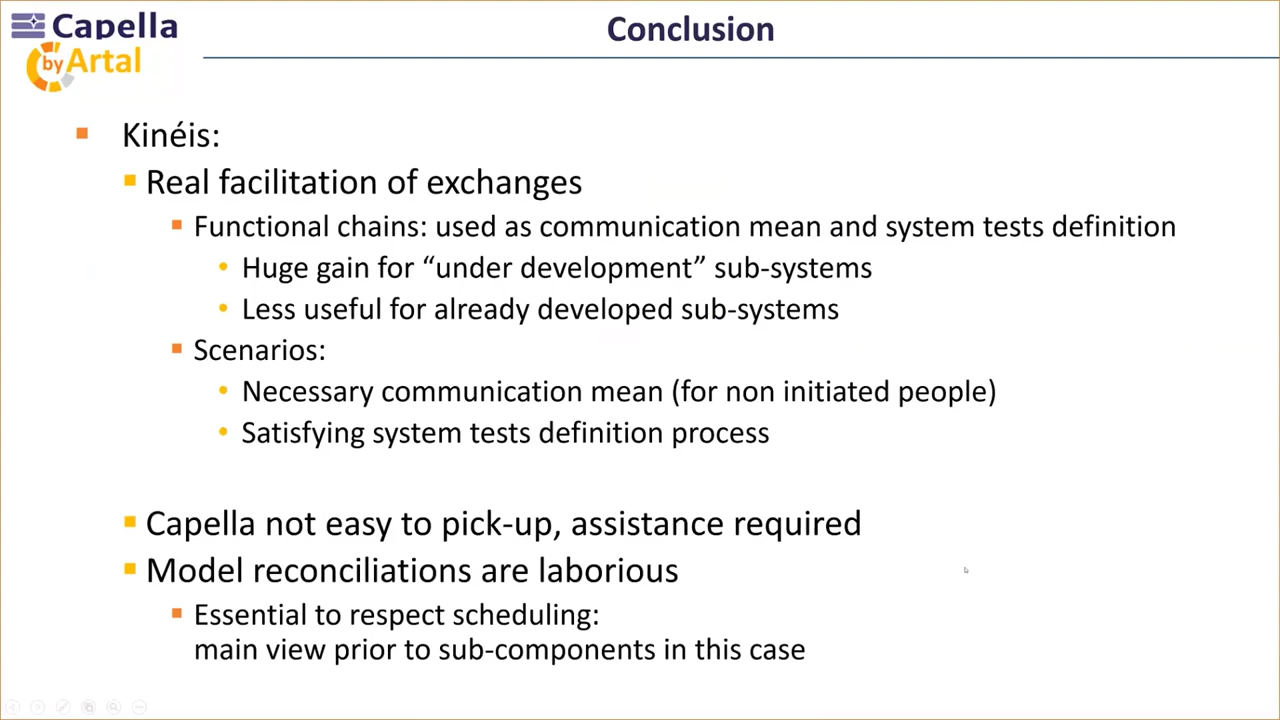 Capella
by Artal
Conclusion
Kinéis:
Real facilitation of exchanges
Functional chains: used as communication mean and system tests definition
Huge gain for “under development” sub-systems
Less useful for already developed sub-systems
Scenarios:
Necessary communication mean (for non initiated people)
Satisfying system tests definition process
Capella not easy to pick-up, assistance required
Model reconciliations are laborious
Essential to respect scheduling:
main view prior to sub-components in this case